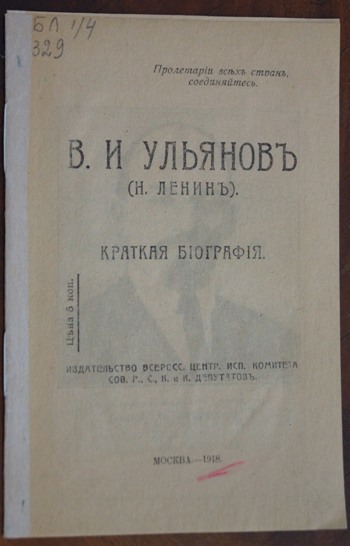 БЛ 1/4
329
Пролетаріи всѣхъ странъ,
соединяйтесь.
В. И УЛЬЯНОВЪ
(Н. ЛЕНИНЪ).
КРАТКАЯ БІОГРАФІЯ.
Цѣна 5 коп.
ИЗДАТЕЛЬСТВО ВСЕРОСС. ЦЕНТР. ИСП. КОМИТЕТА
СОВ. Р., С., К. и К. ДЕПУТАТОВЪ.
МОСКВА.—1918.